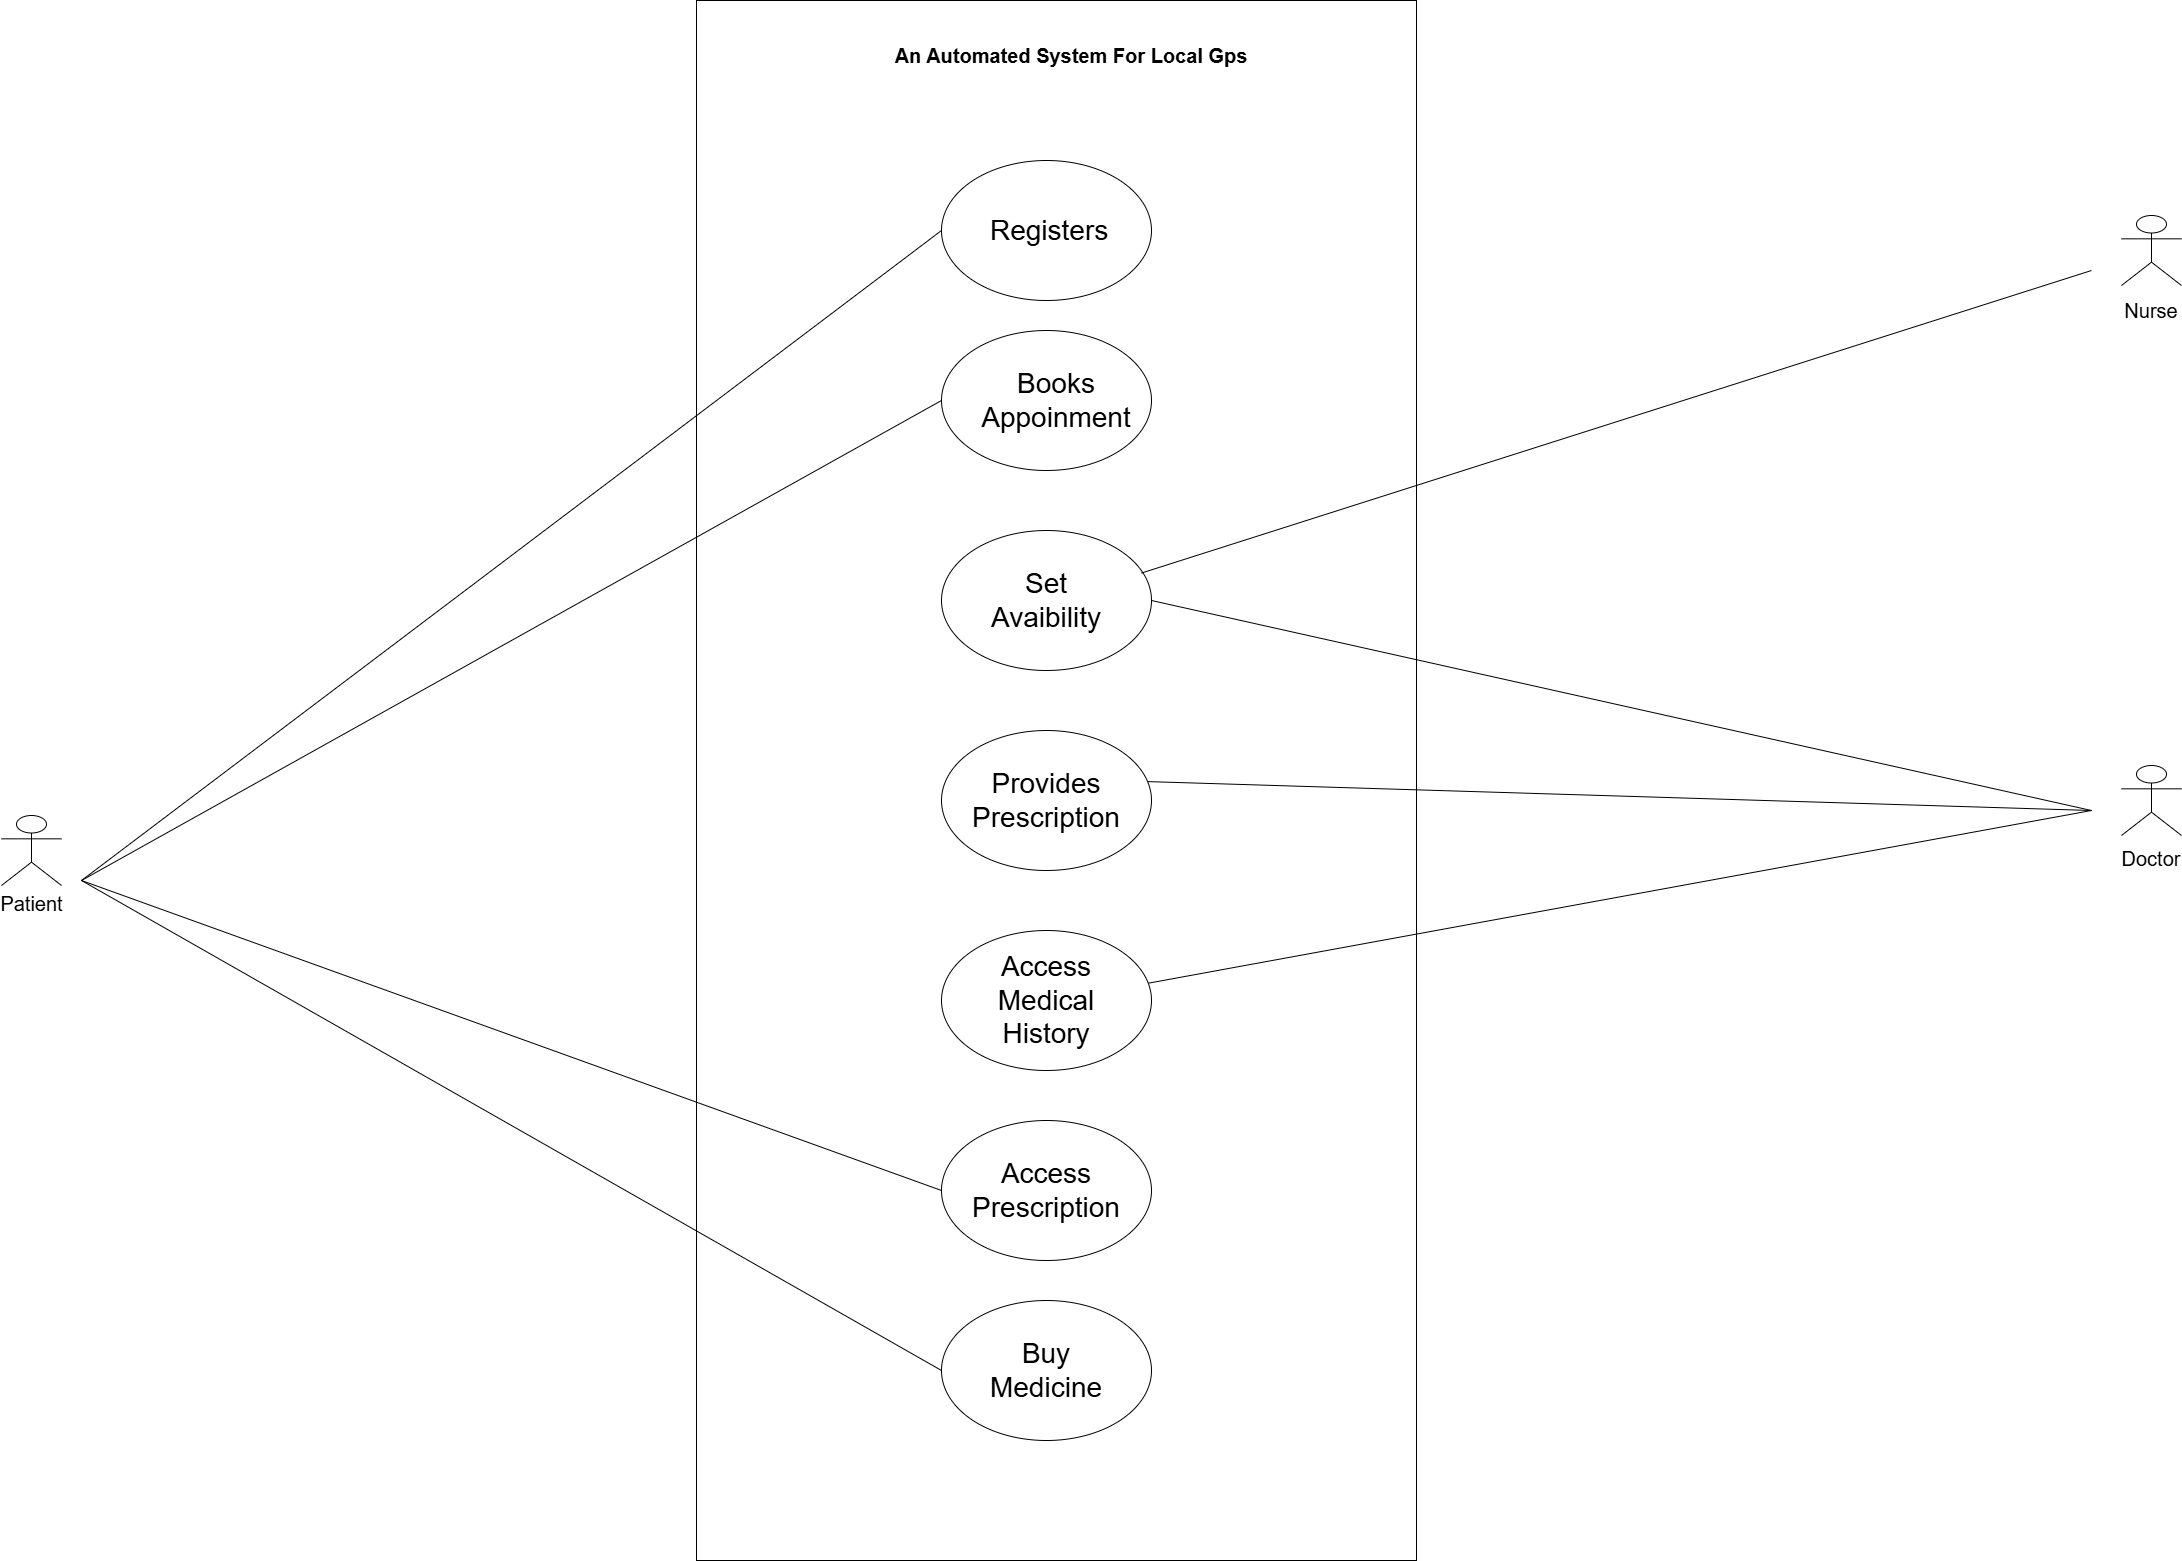 An Automated System For Local Gps
Registers
Nurse
Books
Appoinment
Set
Avaibility
Provides
Prescription
Doctor
Patient
Access
Medical
History
Access
Prescription
Buy
Medicine